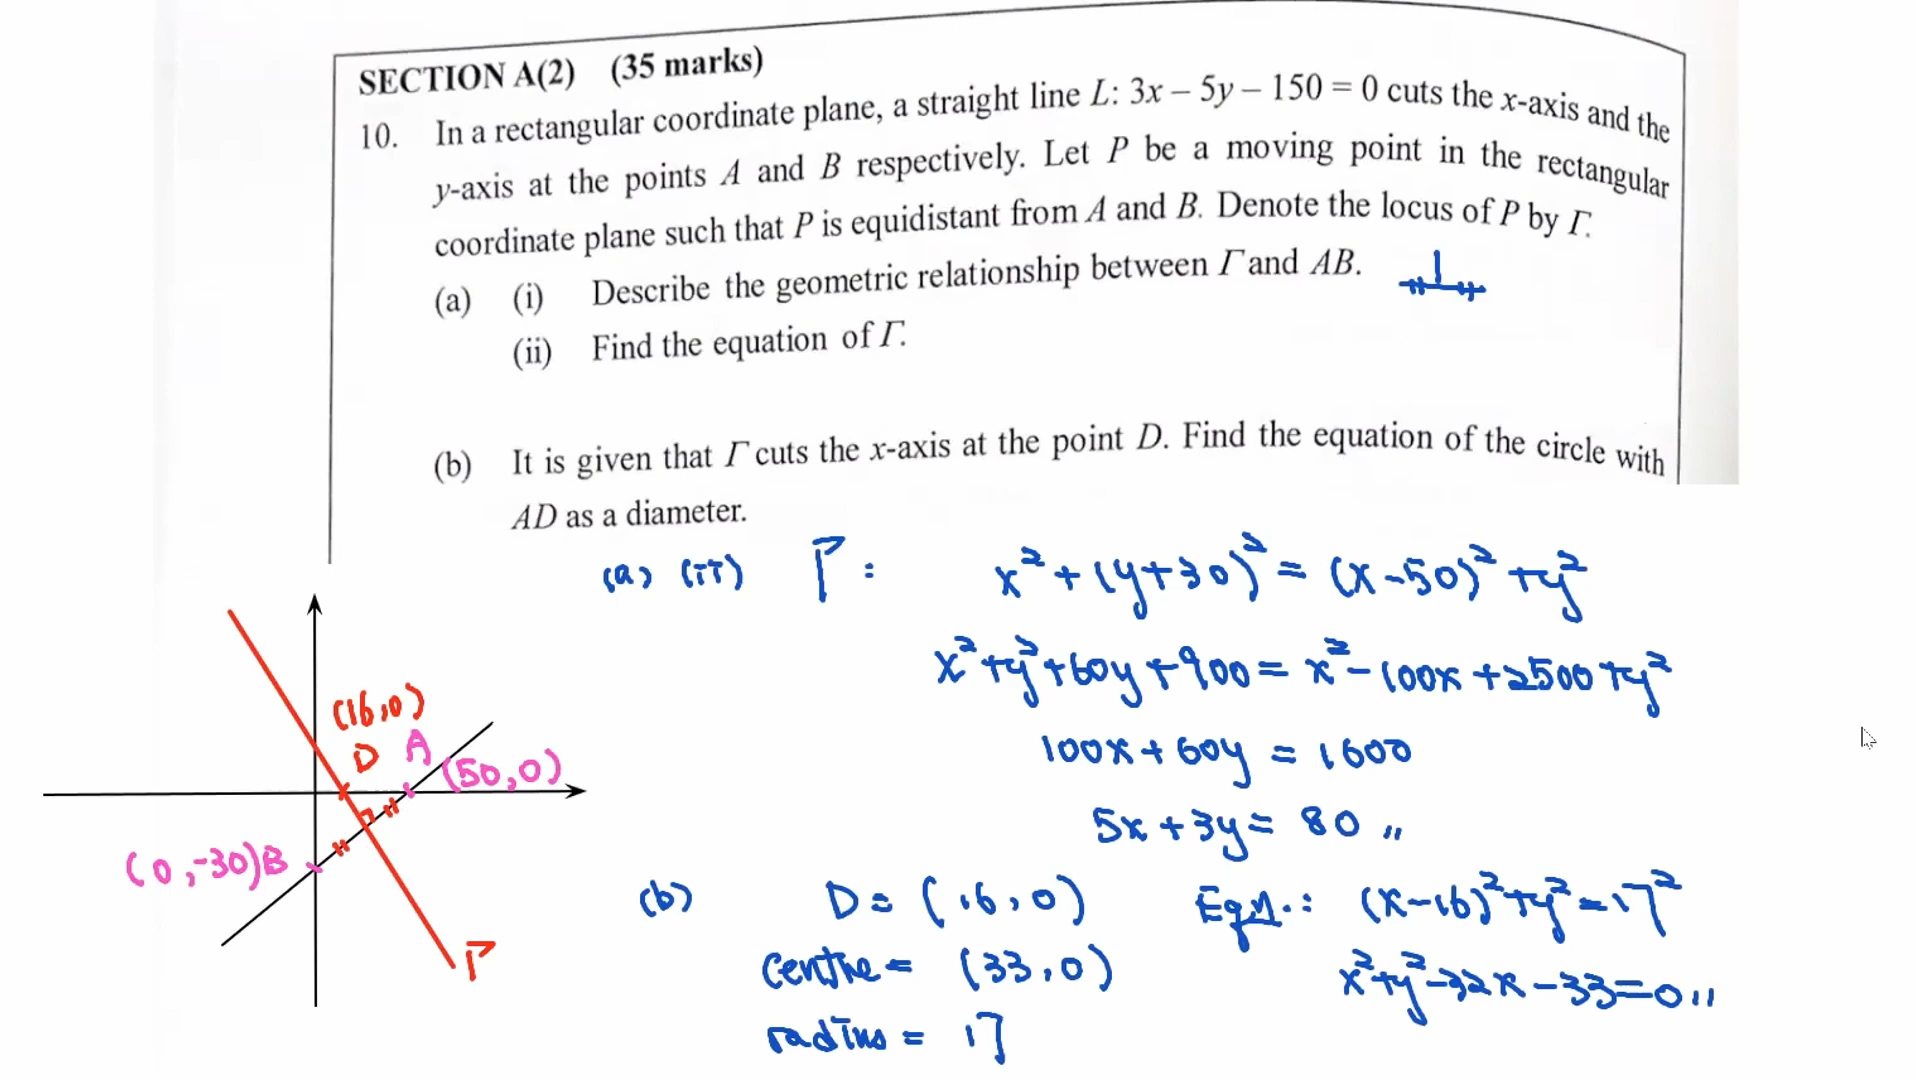 SECTION A(2) (35 marks)
10. In a rectangular coordinate plane, a straight line L: 3x – 5y – 150 = 0 cuts the x-axis and the
y-axis at the points A and B respectively. Let P be a moving point in the rectangular
coordinate plane such that P is equidistant from A and B. Denote the locus of P by Γ.
(a) (i) Describe the geometric relationship between Γ and AB.
(ii) Find the equation of Γ.
(b) It is given that Γ cuts the x-axis at the point D. Find the equation of the circle with
AD as a diameter.
(a) (ii) Γ : x² + (y+30)² = (x-50)² + y²
x² + y² + 60y + 900 = x² - 100x + 2500 + y²
100x + 60y = 1600
5x + 3y = 80 ,,
(16,0)
D A
(50,0)
(0,-30) B
Γ
(b) D = (16,0) Eqn.: (x-16)² + y² = 17²
centre = (33,0) x² + y² - 32x - 33 = 0 ,,
radius = 17